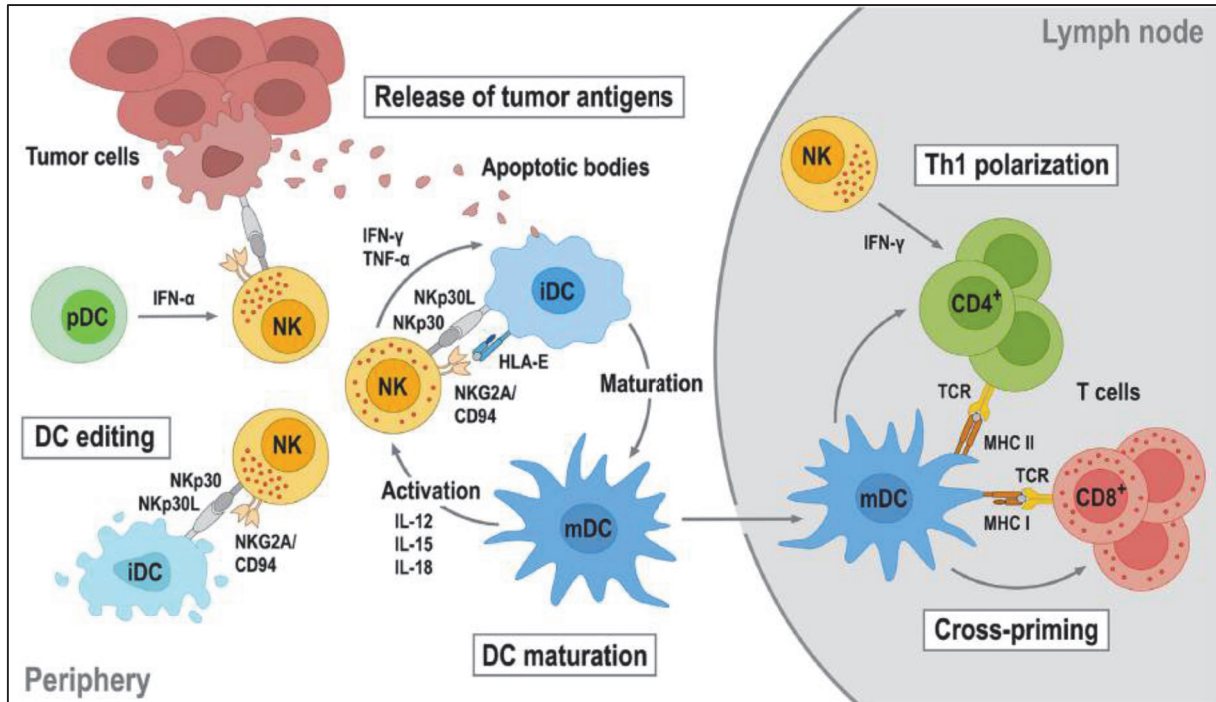 Lymph node
Release of tumor antigens
Tumor cells
Apoptotic bodies
NK
Th1 polarization
IFN-γ
IFN-γ
TNF-α
pDC
IFN-α
NK
NKp30L
NKp30
iDC
HLA-E
NK
NKG2A/
CD94
Maturation
CD4+
TCR
T cells
MHC II
DC editing
NK
NKp30
NKp30L
NKG2A/
CD94
iDC
Activation
IL-12
IL-15
IL-18
mDC
mDC
TCR
CD8+
MHC I
DC maturation
Cross-priming
Periphery